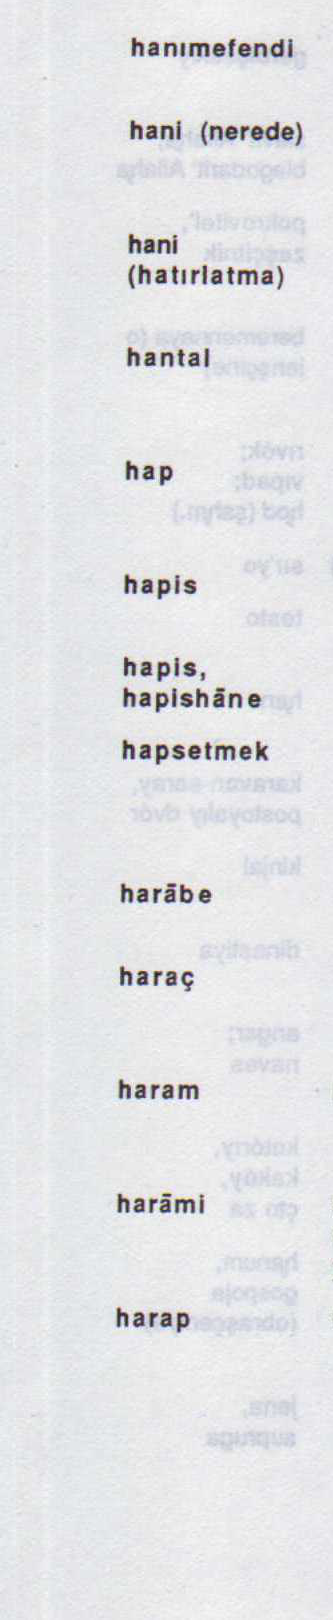 hanımefendi
hani (nerede)
hani
(hatırlatma)
hantal
hap
hapis
hapis,
hapishāne
hapsetmek
harābe
haraç
haram
harāmi
harap